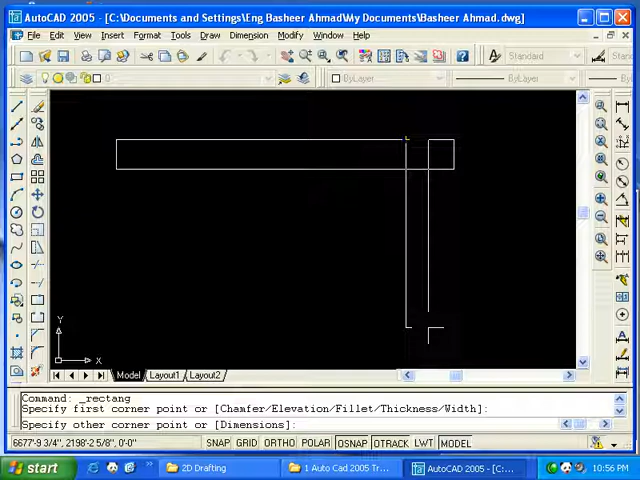 AutoCAD 2005 - [C:\Documents and Settings\Eng Basheer Ahmad\My Documents\Basheer Ahmad.dwg]
File Edit View Insert Format Tools Draw Dimension Modify Window Help
Standard Standa
0 ByLayer ByLaye
Y
X
Model Layout1 Layout2
Command: _rectang
Specify first corner point or [Chamfer/Elevation/Fillet/Thickness/Width]:
Specify other corner point or [Dimensions]:
6677'-9 3/4", 2198'-2 5/8", 0'-0" SNAP GRID ORTHO POLAR OSNAP OTRACK LWT MODEL
start 2D Drafting 1 Auto Cad 2005 Tr... AutoCAD 2005 - [C:... 10:56 PM